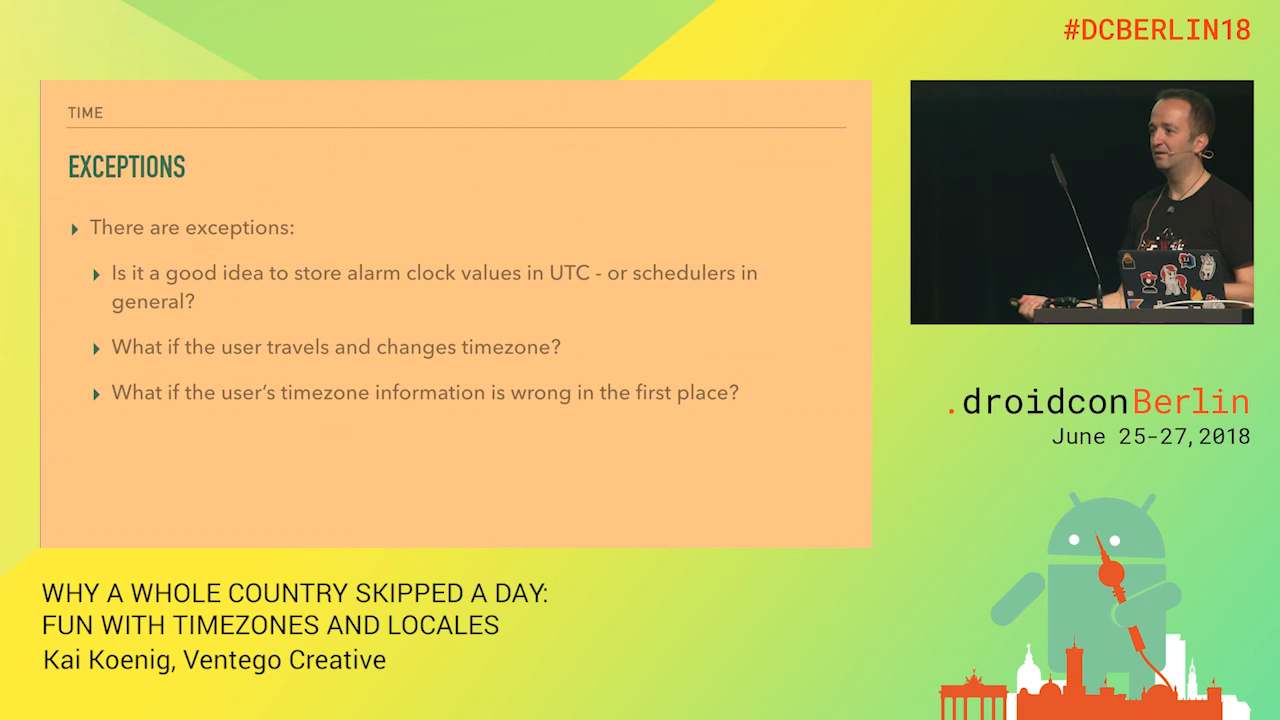 #DCBERLIN18
TIME
EXCEPTIONS
There are exceptions:
Is it a good idea to store alarm clock values in UTC - or schedulers in
general?
What if the user travels and changes timezone?
What if the user’s timezone information is wrong in the first place?
.droidconBerlin
June 25-27,2018
WHY A WHOLE COUNTRY SKIPPED A DAY:
FUN WITH TIMEZONES AND LOCALES
Kai Koenig, Ventego Creative